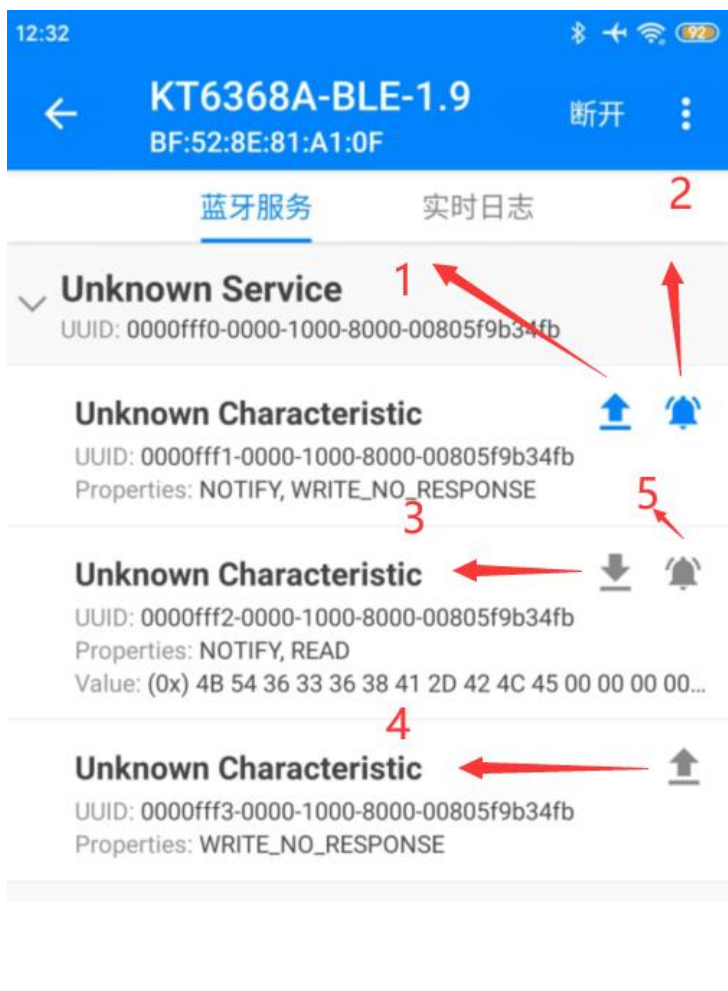 12:32
92
KT6368A-BLE-1.9
断开
BF:52:8E:81:A1:0F
蓝牙服务
实时日志
2
1
Unknown Service
UUID: 0000fff0-0000-1000-8000-00805f9b34fb
Unknown Characteristic
UUID: 0000fff1-0000-1000-8000-00805f9b34fb
Properties: NOTIFY, WRITE_NO_RESPONSE
5
3
Unknown Characteristic
UUID: 0000fff2-0000-1000-8000-00805f9b34fb
Properties: NOTIFY, READ
Value: (0x) 4B 54 36 33 36 38 41 2D 42 4C 45 00 00 00 00...
4
Unknown Characteristic
UUID: 0000fff3-0000-1000-8000-00805f9b34fb
Properties: WRITE_NO_RESPONSE